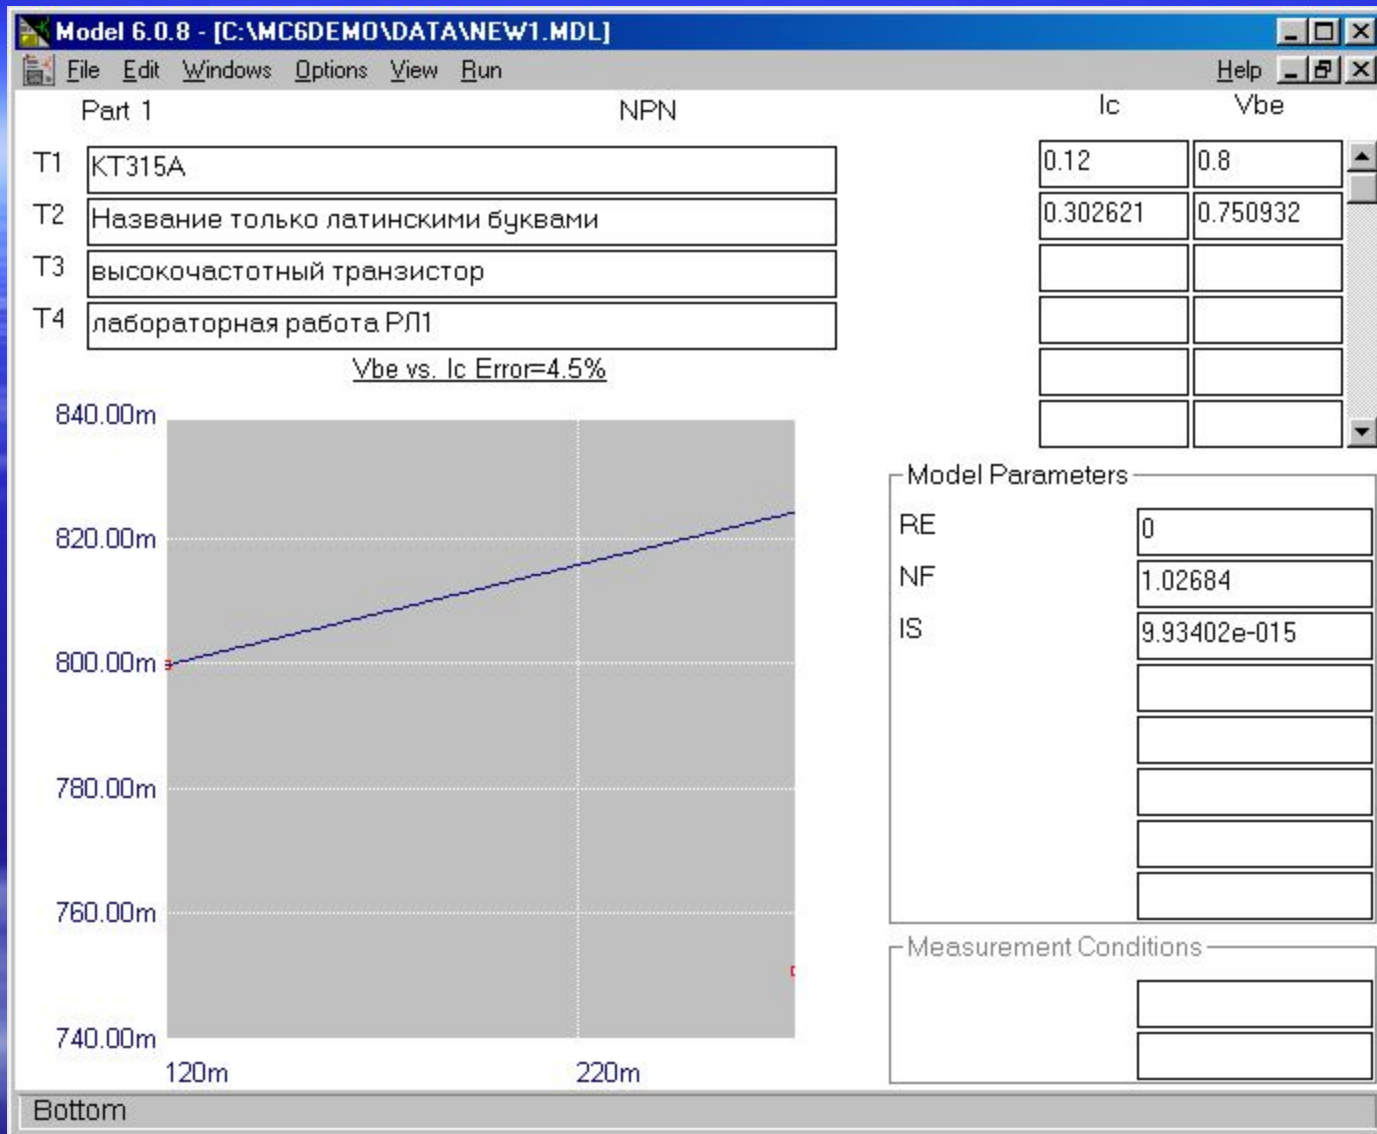 Model 6.0.8 - [C:\MC6DEMO\DATA\NEW1.MDL]
File Edit Windows Options View Run Help
Part 1 NPN Ic Vbe
T1 КТ315А 0.12 0.8
T2 Название только латинскими буквами 0.302621 0.750932
T3 высокочастотный транзистор
T4 лабораторная работа РЛ1
Vbe vs. Ic Error=4.5%
840.00m
820.00m
800.00m
780.00m
760.00m
740.00m
120m 220m
Model Parameters
RE 0
NF 1.02684
IS 9.93402e-015
Measurement Conditions
Bottom